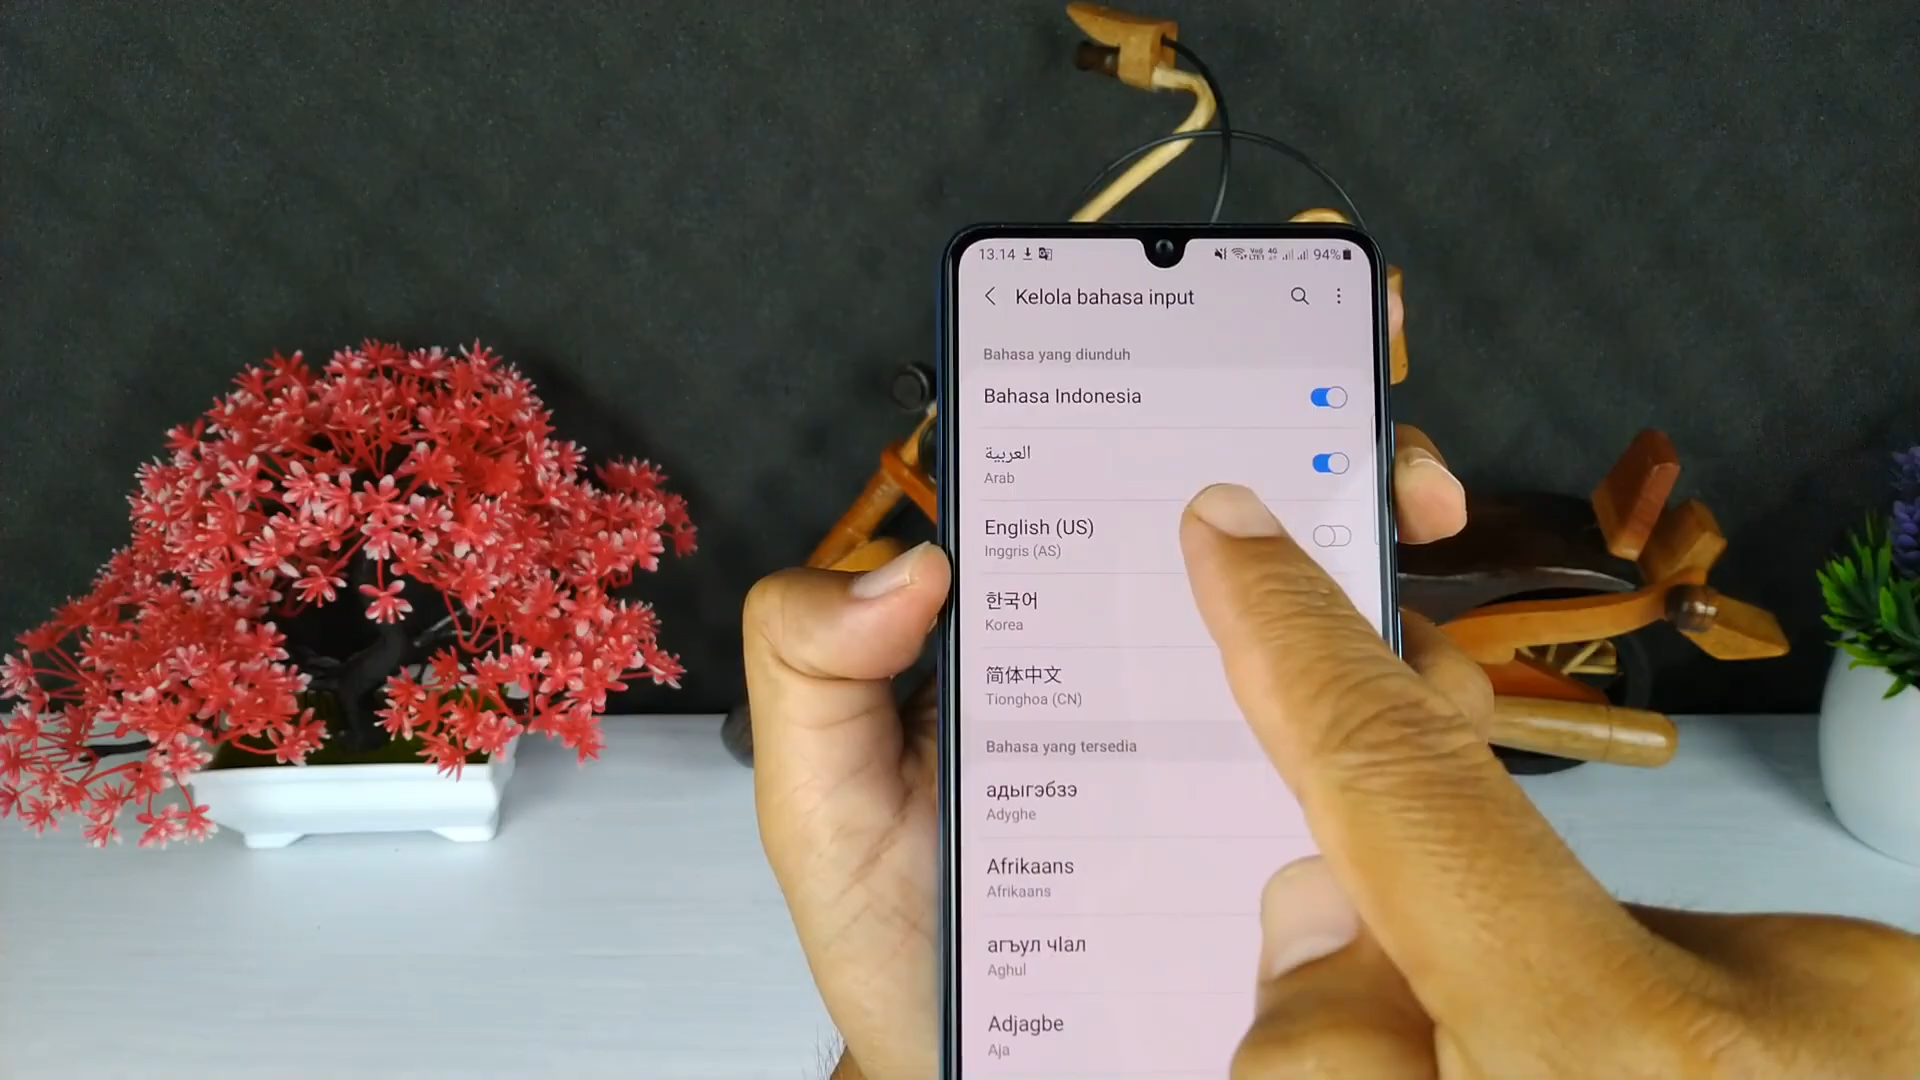 13.14 94%
Kelola bahasa input
Bahasa yang diunduh
Bahasa Indonesia
العربية
Arab
English (US)
Inggris (AS)
한국어
Korea
简体中文
Tionghoa (CN)
Bahasa yang tersedia
адыгэбзэ
Adyghe
Afrikaans
Afrikaans
агъул чӏал
Aghul
Adjagbe
Aja